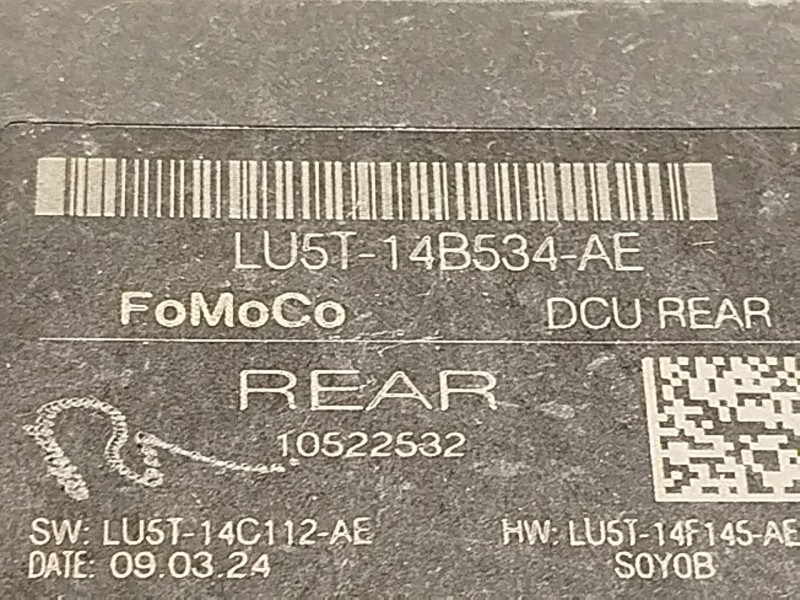 LU5T-14B534-AE
FoMoCo DCU REAR
REAR
10522532
SW: LU5T-14C112-AE HW: LU5T-14F145-AE
DATE: 09.03.24 S0Y0B